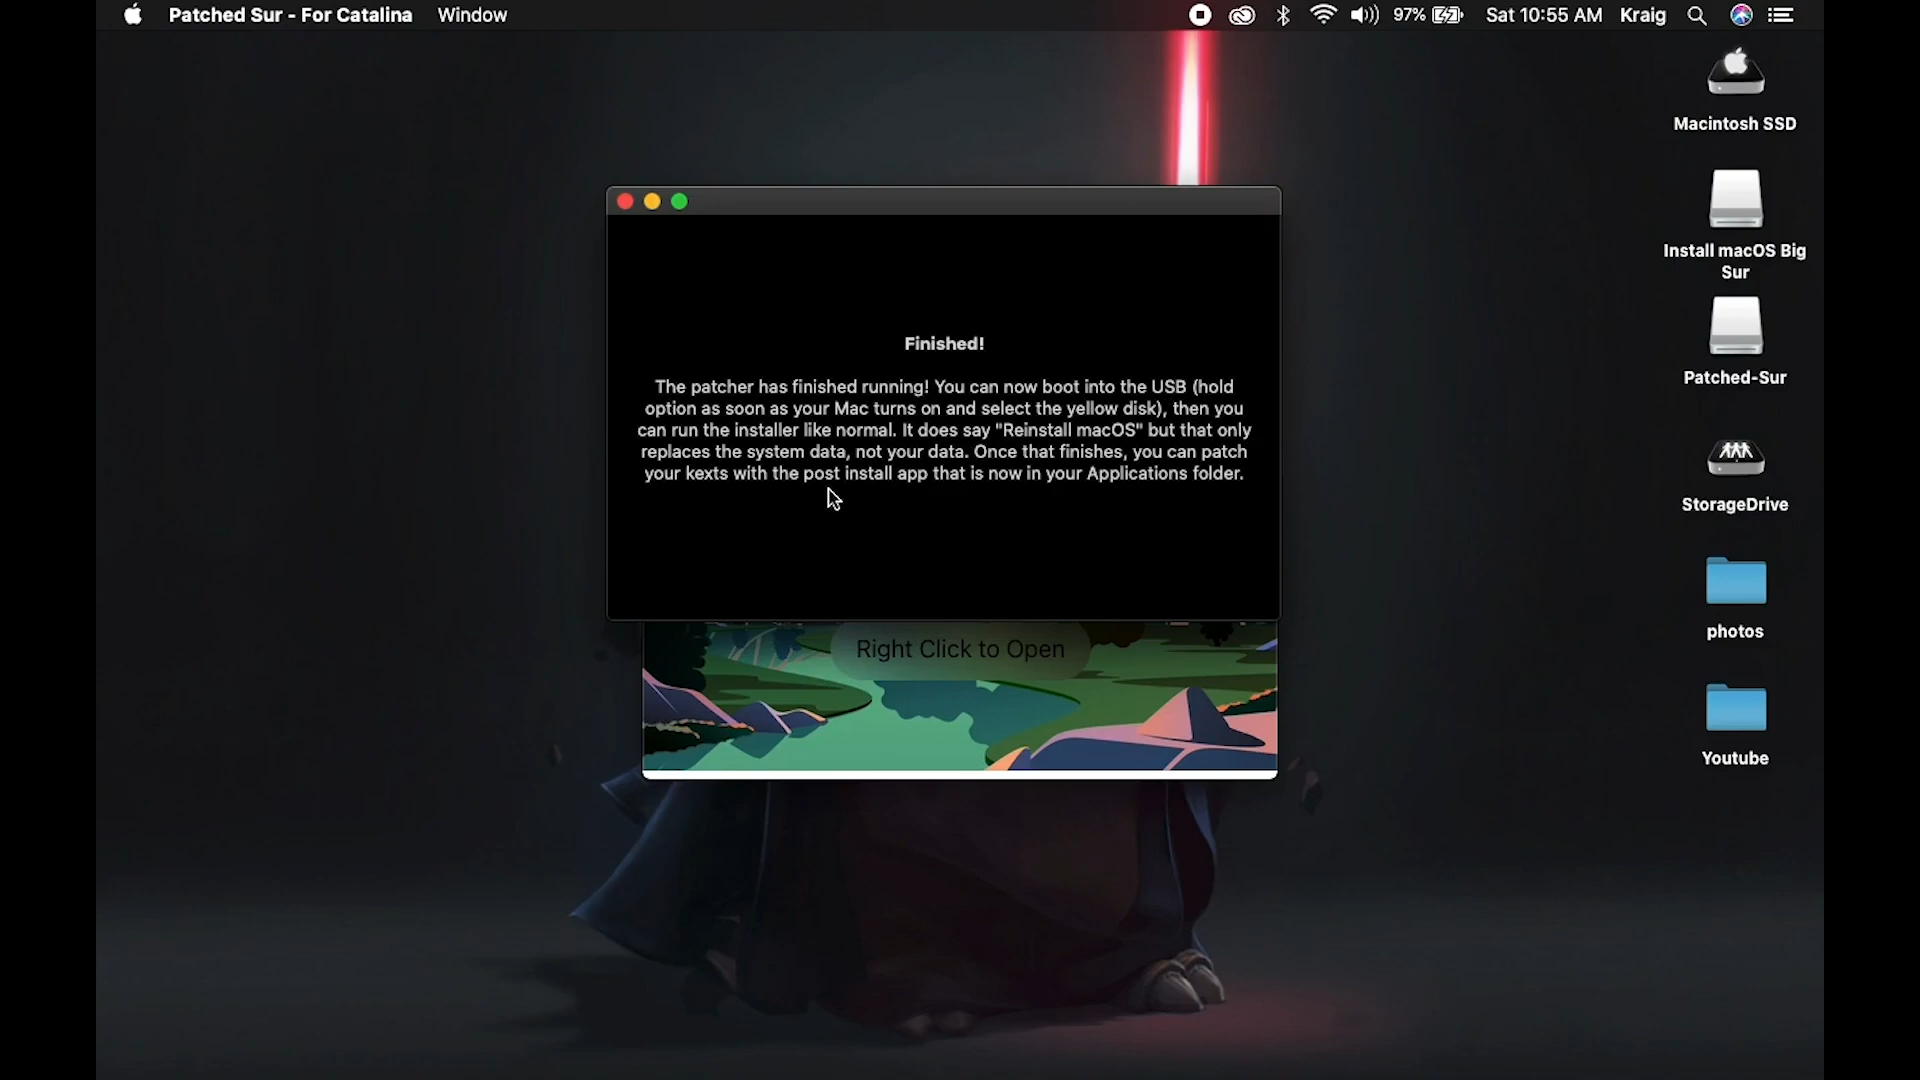 Patched Sur - For Catalina Window
97% Sat 10:55 AM Kraig
Macintosh SSD
Install macOS Big
Sur
Patched-Sur
StorageDrive
photos
Youtube
Finished!
The patcher has finished running! You can now boot into the USB (hold
option as soon as your Mac turns on and select the yellow disk), then you
can run the installer like normal. It does say "Reinstall macOS" but that only
replaces the system data, not your data. Once that finishes, you can patch
your kexts with the post install app that is now in your Applications folder.
Right Click to Open